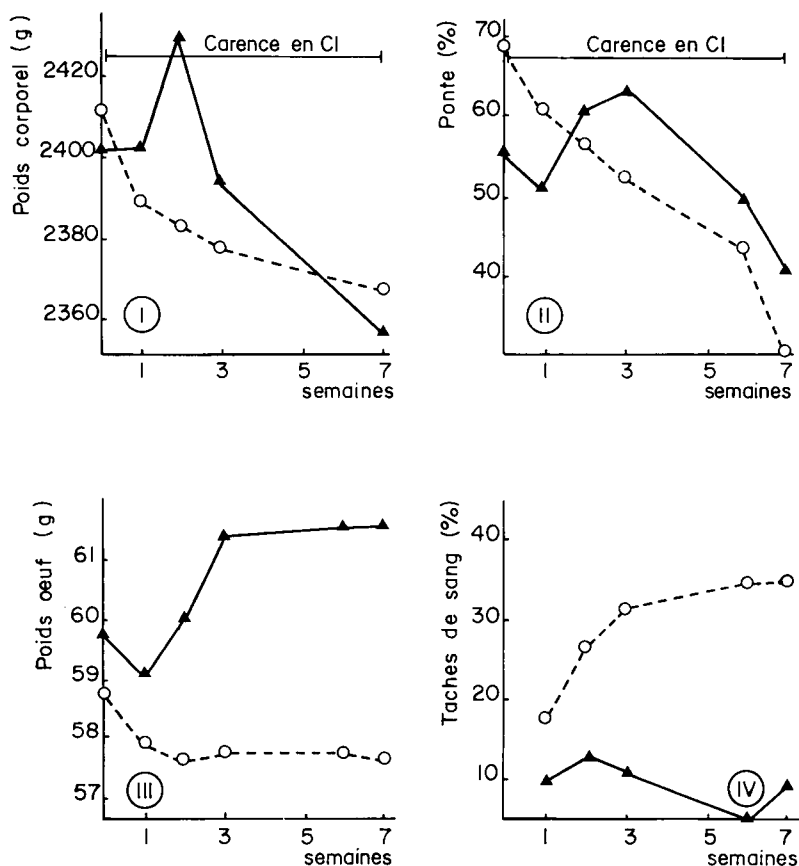 Poids corporel (g)
Carence en Cl
2420
2400
2380
2360
I
1 3 5 7
semaines
Ponte (%)
Carence en Cl
70
60
50
40
II
1 3 5 7
semaines
Poids oeuf (g)
61
60
59
58
57
III
1 3 5 7
semaines
Taches de sang (%)
40
30
20
10
IV
1 3 5 7
semaines